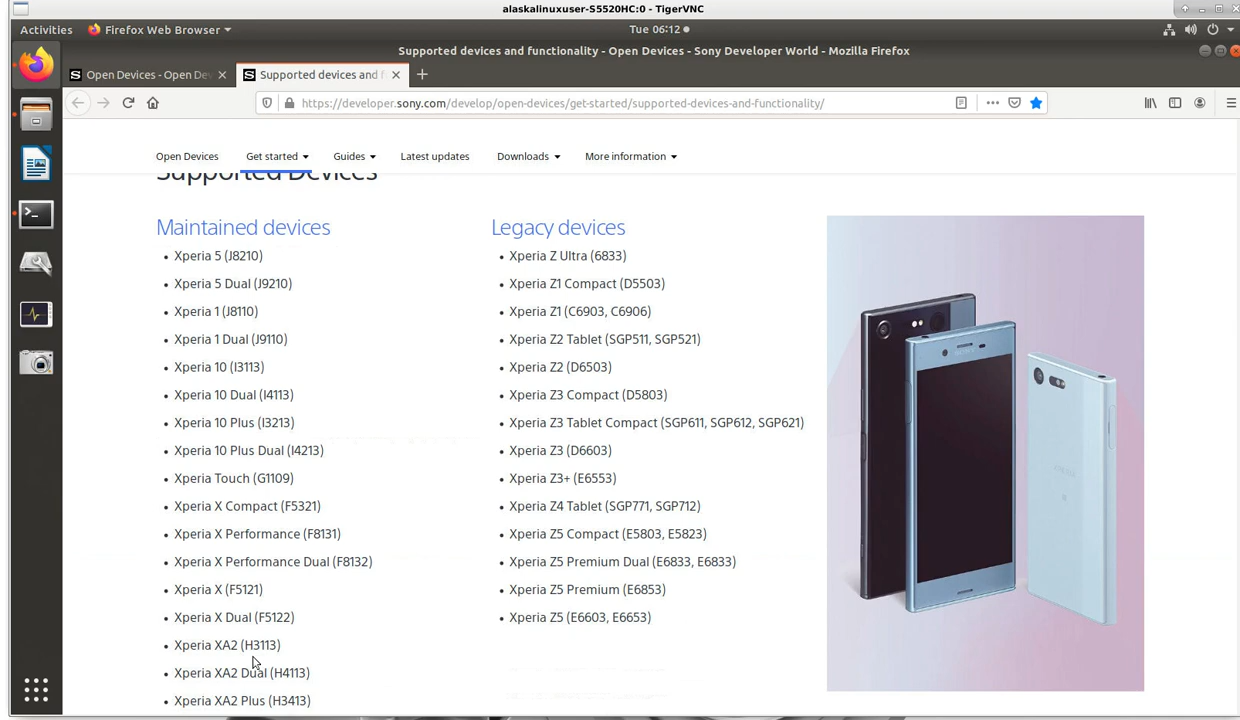 alaskalinuxuser-S5520HC:0 - TigerVNC
Activities Firefox Web Browser Tue 06:12
Supported devices and functionality - Open Devices - Sony Developer World - Mozilla Firefox
Open Devices - Open De
Supported devices and f
https://developer.sony.com/develop/open-devices/get-started/supported-devices-and-functionality/
Open Devices Get started Guides Latest updates Downloads More information
Supported Devices
Maintained devices
Xperia 5 (J8210)
Xperia 5 Dual (J9210)
Xperia 1 (J8110)
Xperia 1 Dual (J9110)
Xperia 10 (I3113)
Xperia 10 Dual (I4113)
Xperia 10 Plus (I3213)
Xperia 10 Plus Dual (I4213)
Xperia Touch (G1109)
Xperia X Compact (F5321)
Xperia X Performance (F8131)
Xperia X Performance Dual (F8132)
Xperia X (F5121)
Xperia X Dual (F5122)
Xperia XA2 (H3113)
Xperia XA2 Dual (H4113)
Xperia XA2 Plus (H3413)
Legacy devices
Xperia Z Ultra (6833)
Xperia Z1 Compact (D5503)
Xperia Z1 (C6903, C6906)
Xperia Z2 Tablet (SGP511, SGP521)
Xperia Z2 (D6503)
Xperia Z3 Compact (D5803)
Xperia Z3 Tablet Compact (SGP611, SGP612, SGP621)
Xperia Z3 (D6603)
Xperia Z3+ (E6553)
Xperia Z4 Tablet (SGP771, SGP712)
Xperia Z5 Compact (E5803, E5823)
Xperia Z5 Premium Dual (E6833, E6833)
Xperia Z5 Premium (E6853)
Xperia Z5 (E6603, E6653)
SONY